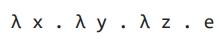 λ x . λ y . λ z . e